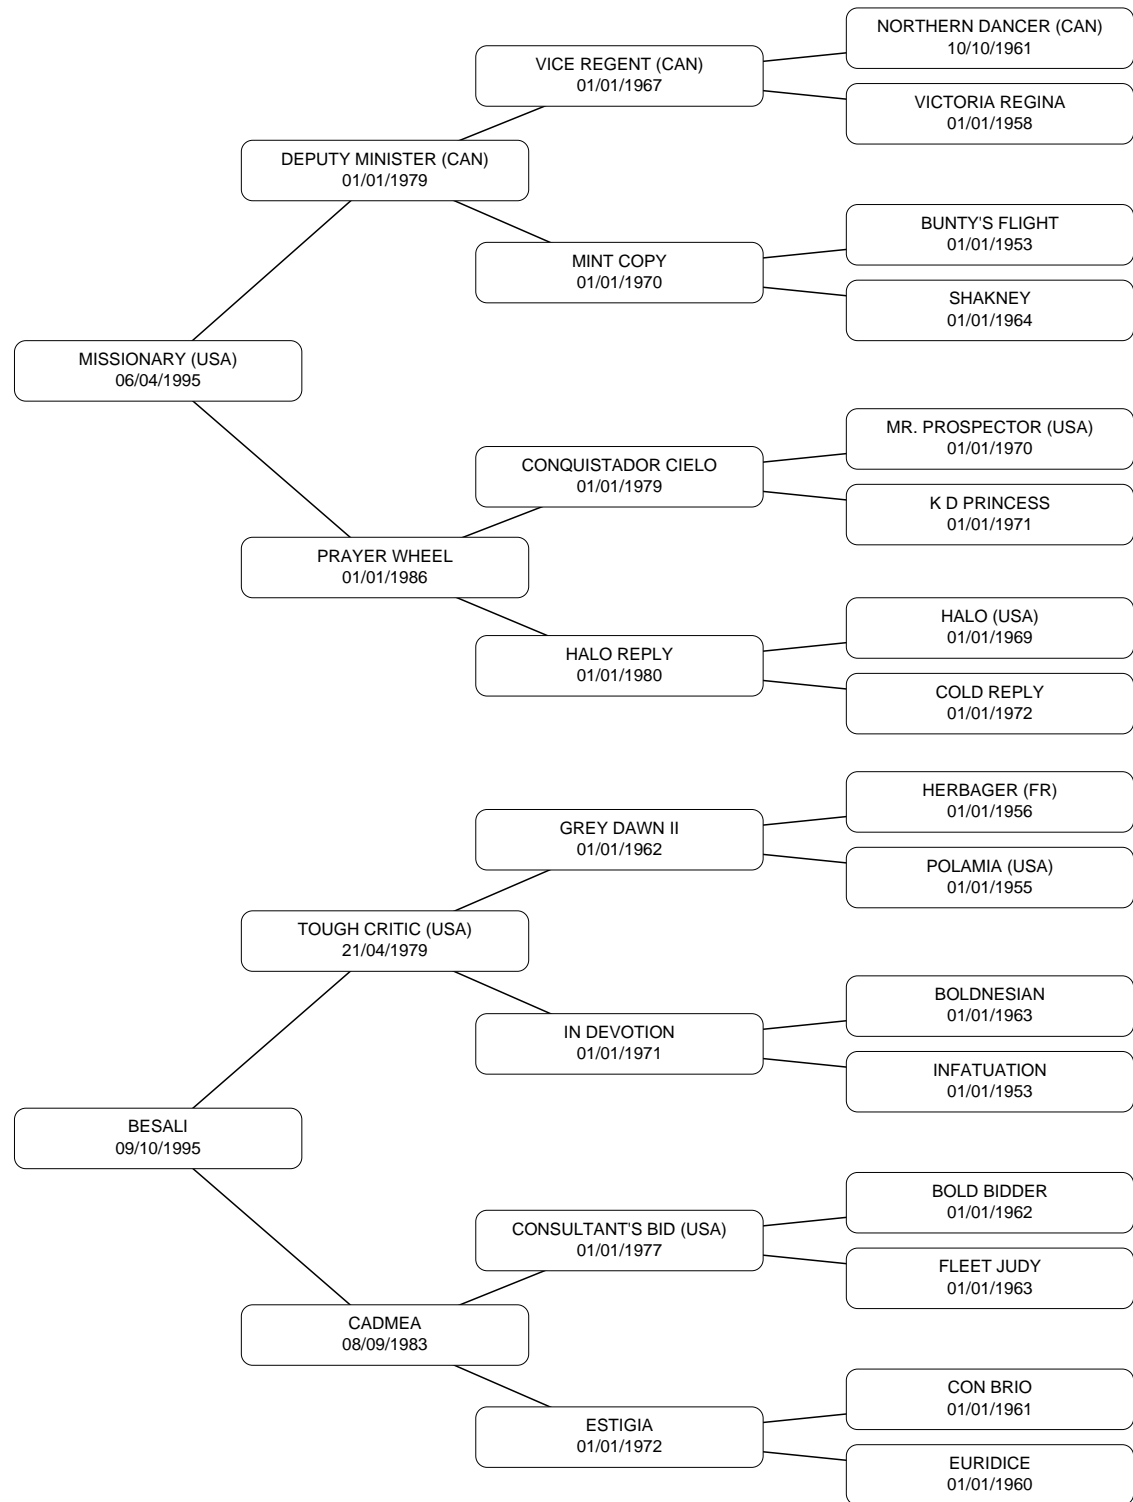 NORTHERN DANCER (CAN)
10/10/1961
VICE REGENT (CAN)
01/01/1967
VICTORIA REGINA
01/01/1958
DEPUTY MINISTER (CAN)
01/01/1979
BUNTY'S FLIGHT
01/01/1953
MINT COPY
01/01/1970
SHAKNEY
01/01/1964
MISSIONARY (USA)
06/04/1995
MR. PROSPECTOR (USA)
01/01/1970
CONQUISTADOR CIELO
01/01/1979
K D PRINCESS
01/01/1971
PRAYER WHEEL
01/01/1986
HALO (USA)
01/01/1969
HALO REPLY
01/01/1980
COLD REPLY
01/01/1972
HERBAGER (FR)
01/01/1956
GREY DAWN II
01/01/1962
POLAMIA (USA)
01/01/1955
TOUGH CRITIC (USA)
21/04/1979
BOLDNESIAN
01/01/1963
IN DEVOTION
01/01/1971
INFATUATION
01/01/1953
BESALI
09/10/1995
BOLD BIDDER
01/01/1962
CONSULTANT'S BID (USA)
01/01/1977
FLEET JUDY
01/01/1963
CADMEA
08/09/1983
CON BRIO
01/01/1961
ESTIGIA
01/01/1972
EURIDICE
01/01/1960